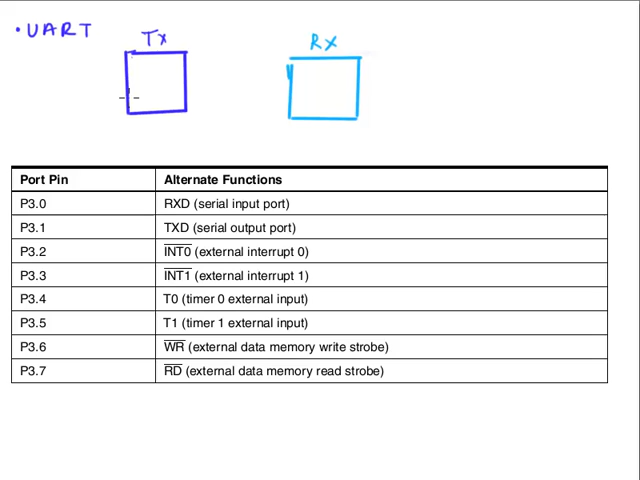 • UART
Tx
RX
Port Pin Alternate Functions
P3.0 RXD (serial input port)
P3.1 TXD (serial output port)
P3.2 INT0 (external interrupt 0)
P3.3 INT1 (external interrupt 1)
P3.4 T0 (timer 0 external input)
P3.5 T1 (timer 1 external input)
P3.6 WR (external data memory write strobe)
P3.7 RD (external data memory read strobe)